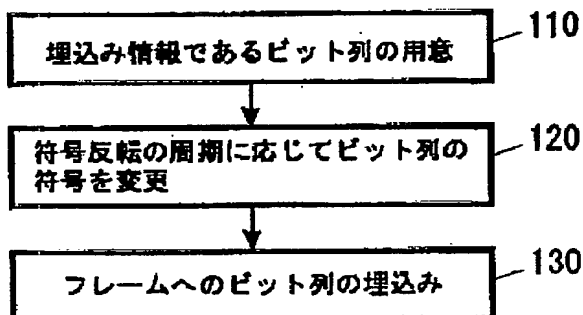 埋込み情報であるビット列の用意
110
符号反転の周期に応じてビット列の
符号を変更
120
フレームへのビット列の埋込み
130